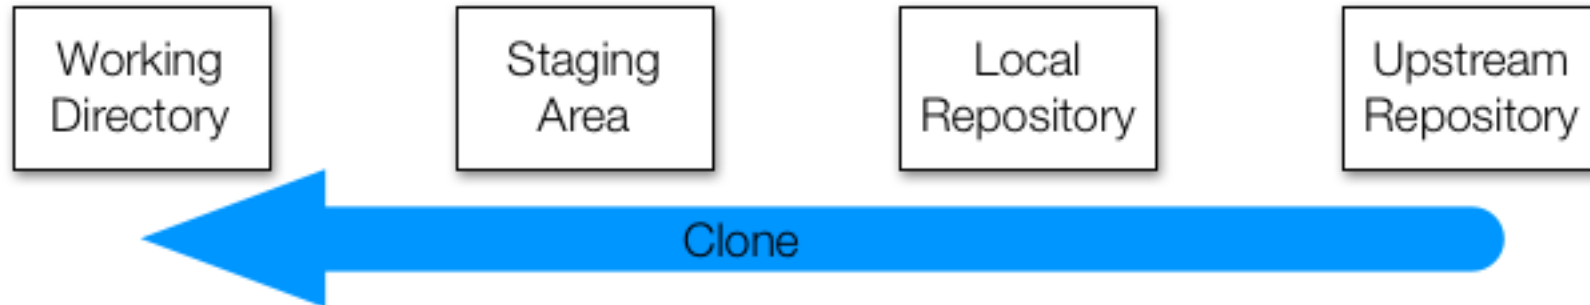 Working
Directory
Staging
Area
Local
Repository
Upstream
Repository
Clone